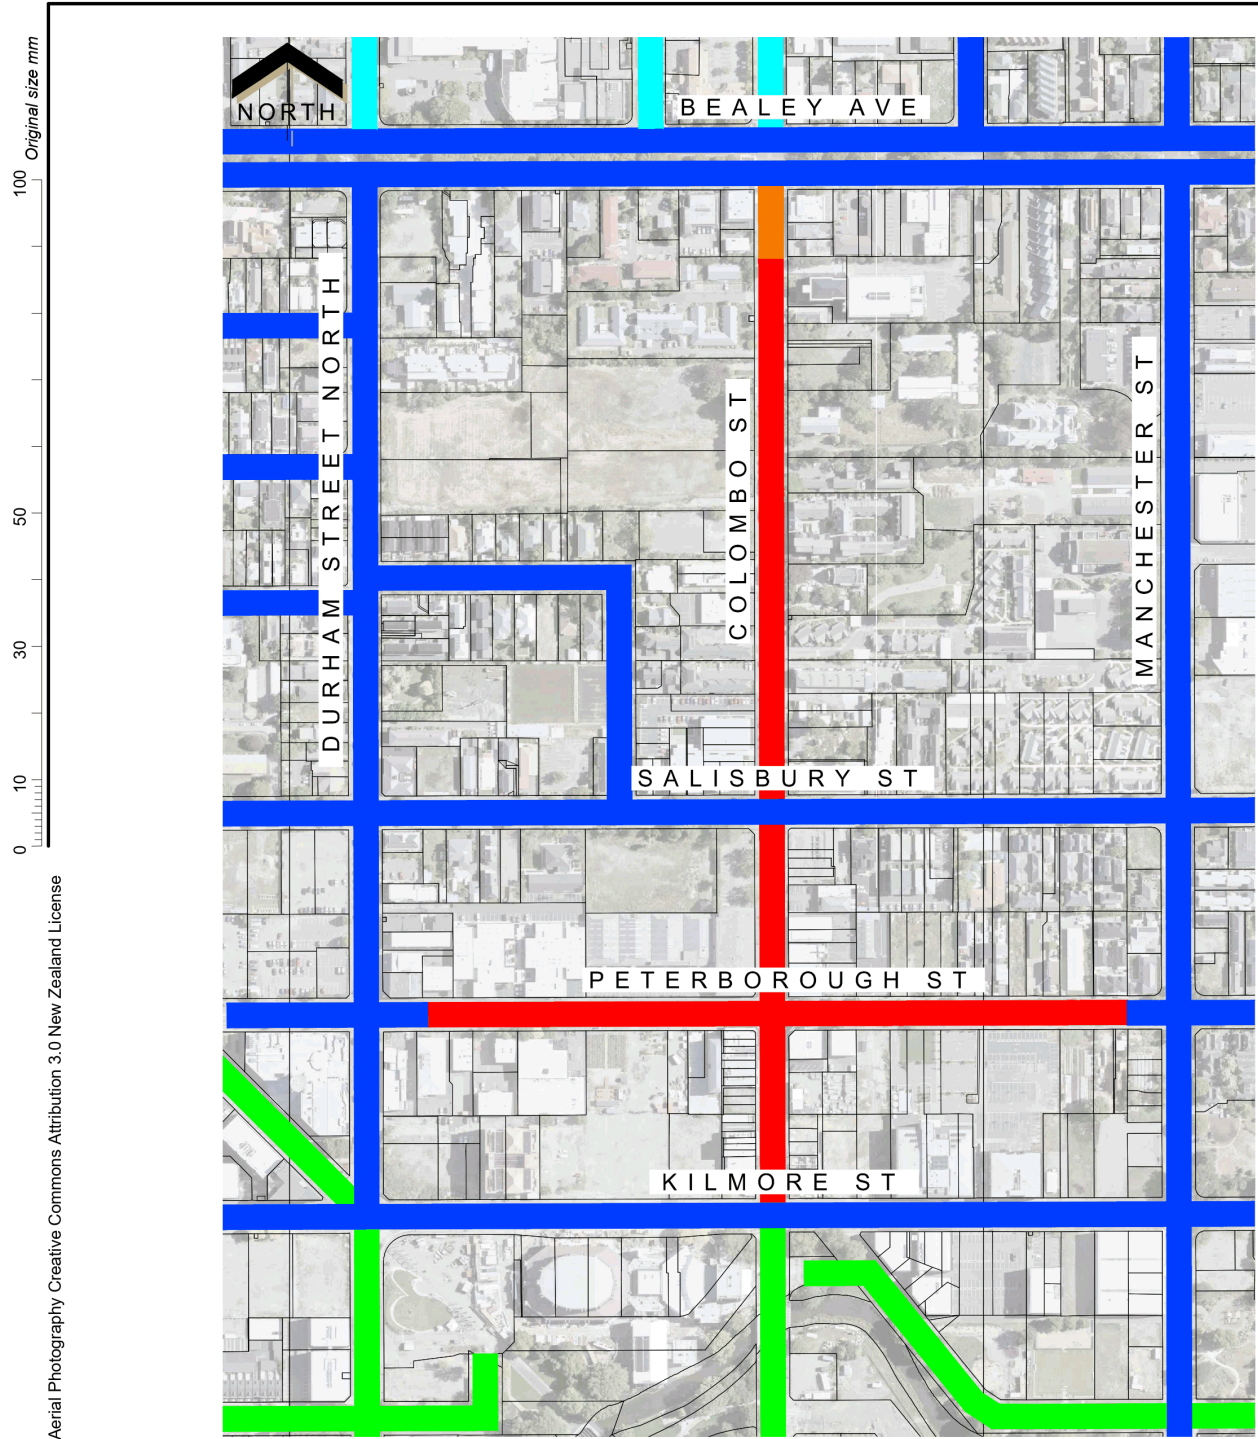 Original size mm
NORTH
BEALEY AVE
100
DURHAM STREET NORTH
COLOMBO ST
MANCHESTER ST
50
30
10
0
SALISBURY ST
Aerial Photography Creative Commons Attribution 3.0 New Zealand License
PETERBOROUGH ST
KILMORE ST